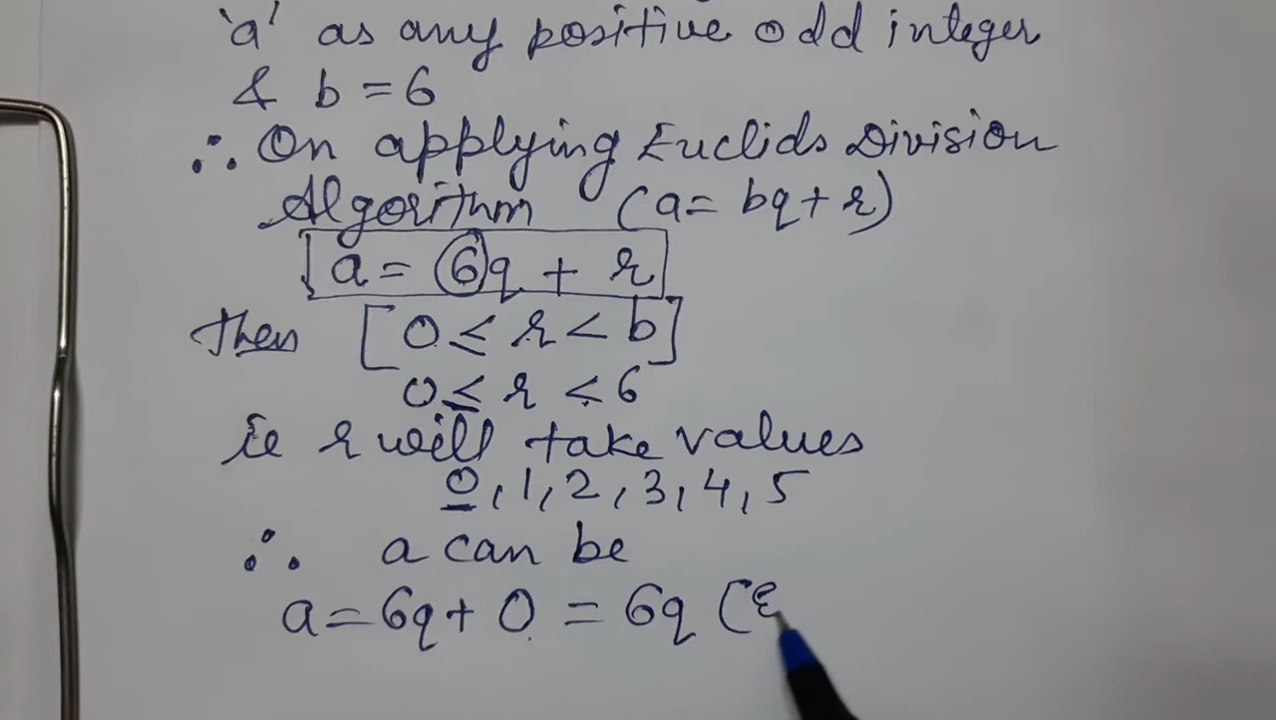 'a' as any positive odd integer
& b = 6
∴ On applying Euclids Division
Algorithm (a = bq + r)
a = 6q + r
Then [0 ≤ r < b]
0 ≤ r < 6
ie r will take values
0, 1, 2, 3, 4, 5
∴ a can be
a = 6q + 0 = 6q (E